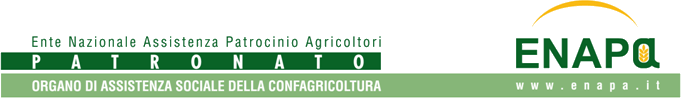 Ente Nazionale Assistenza Patrocinio Agricoltori
PATRONATO
ORGANO DI ASSISTENZA SOCIALE DELLA CONFAGRICOLTURA
ENAPa
www.enapa.it